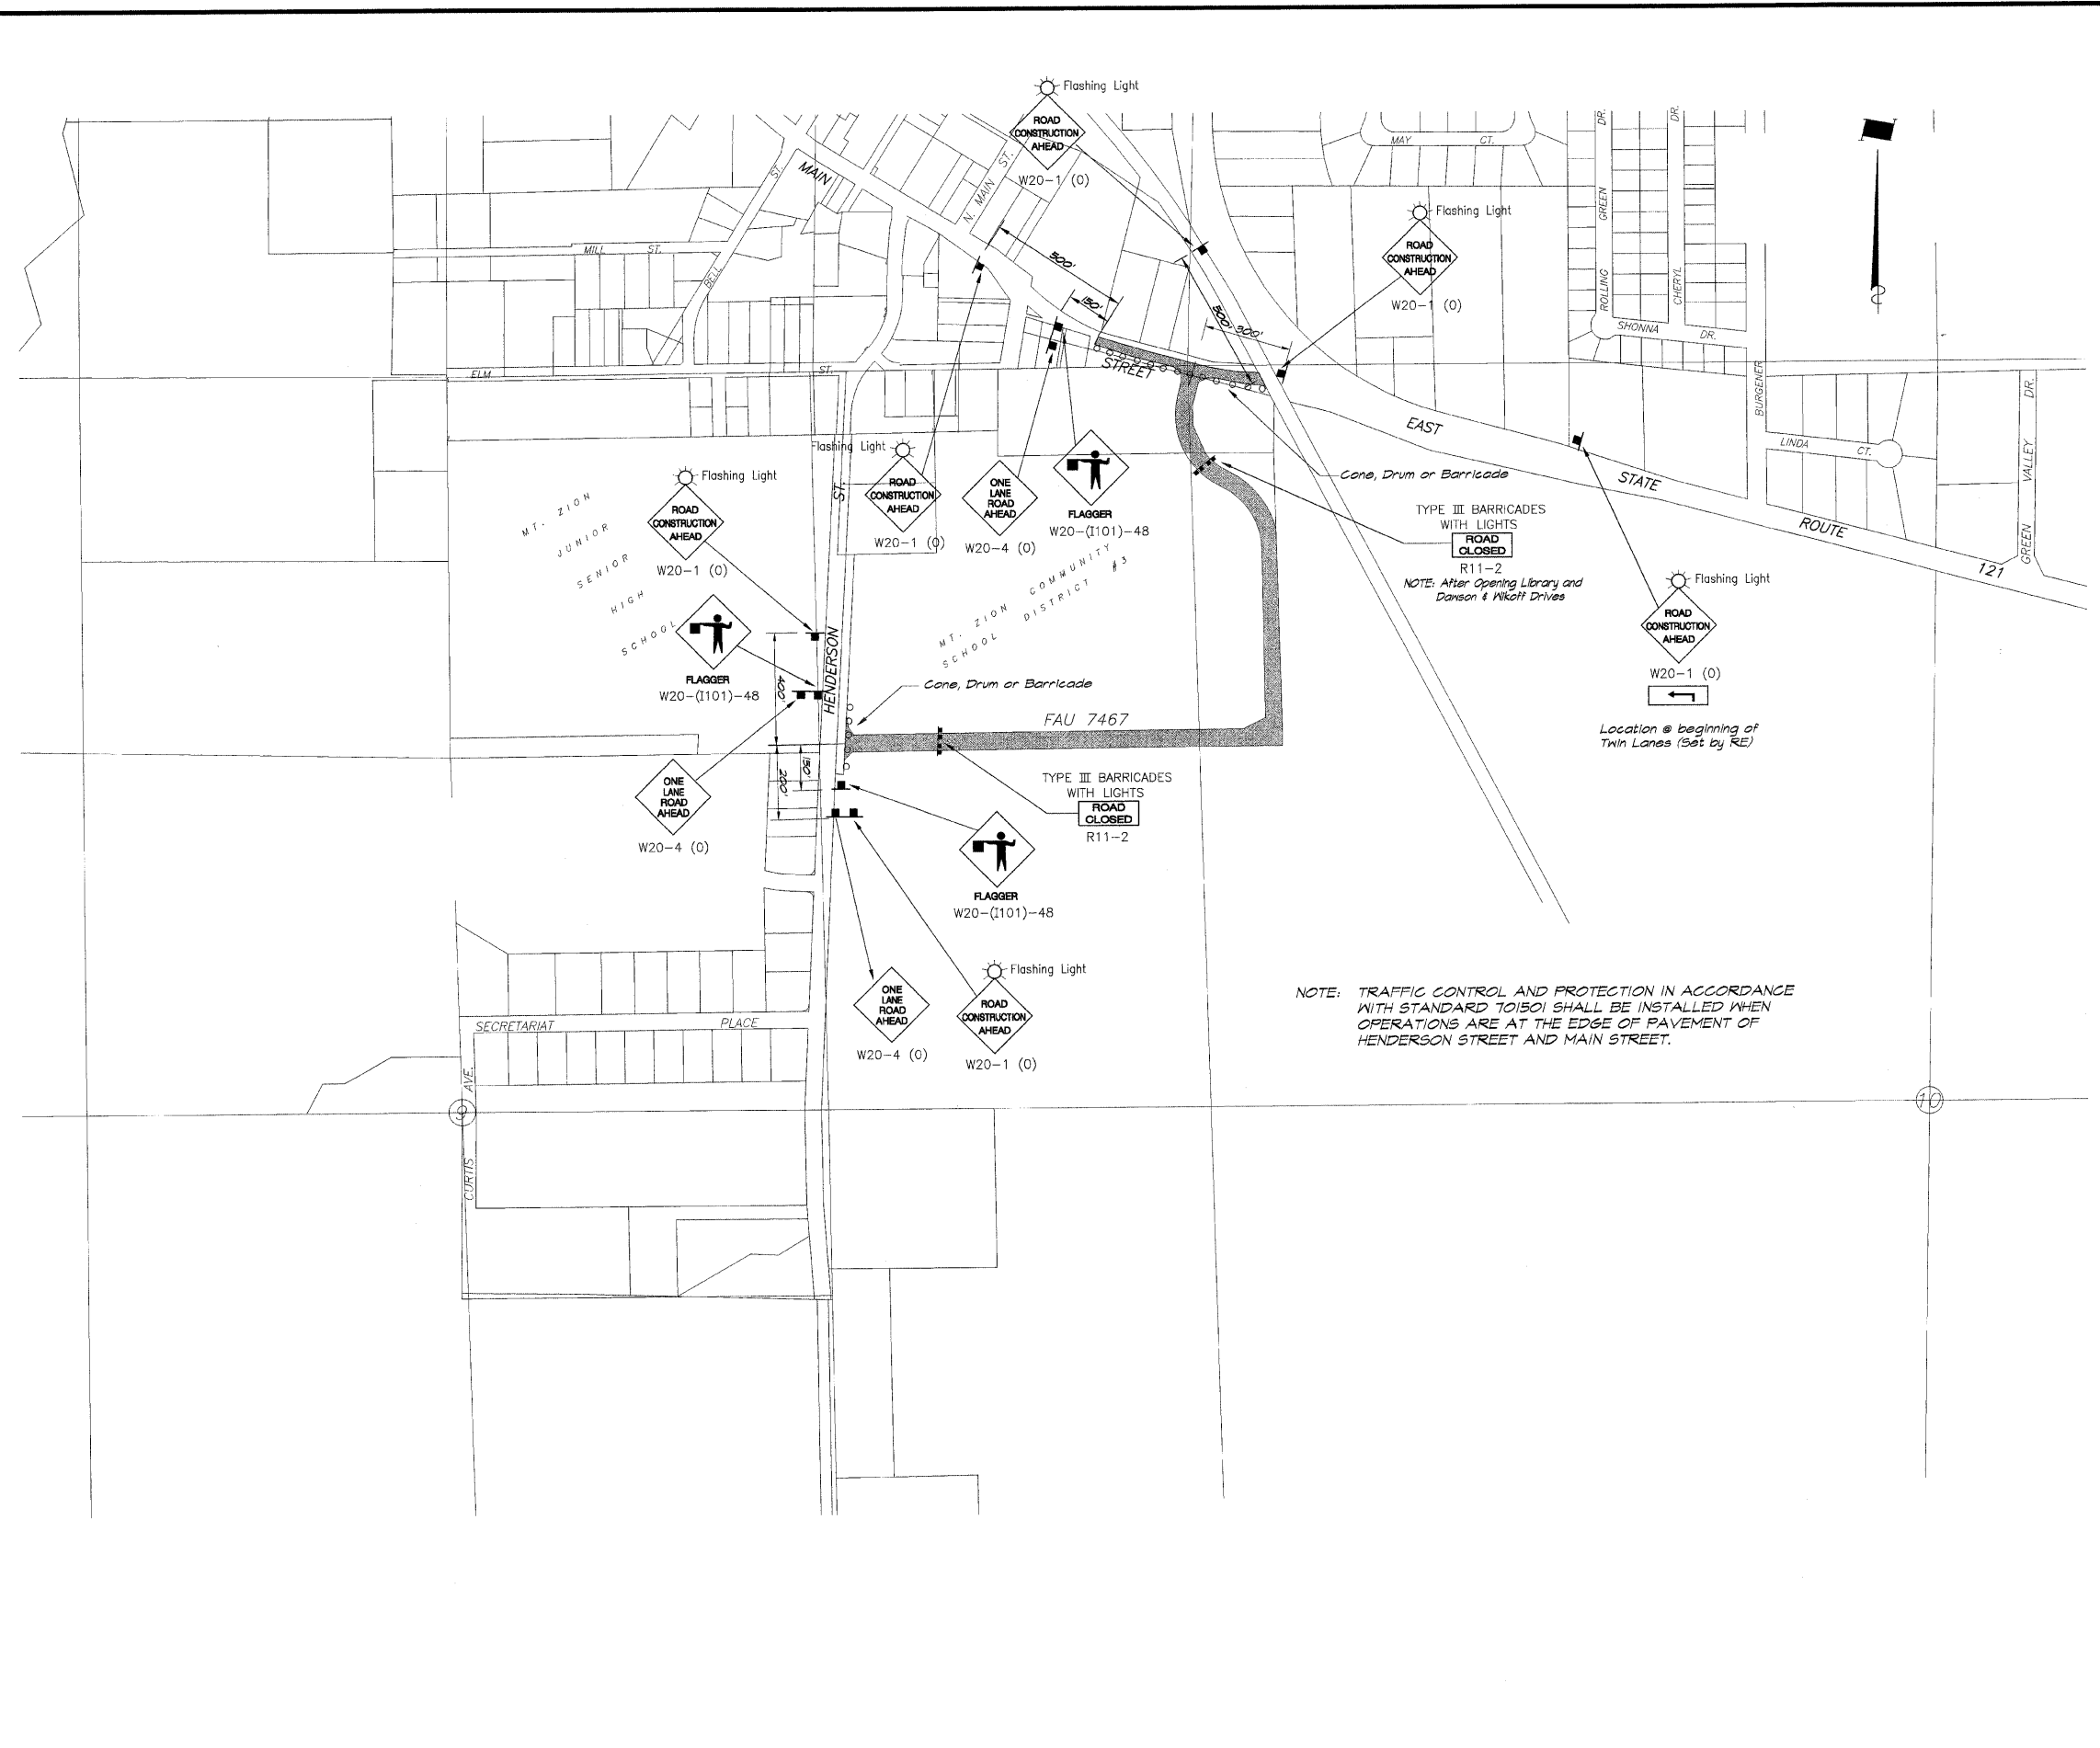 Flashing Light
ROAD
CONSTRUCTION
AHEAD
W20-1 (O)
MAY CT.
ROLLING GREEN DR.
CHERYL DR.
ST.
MAIN
N. MAIN ST.
Flashing Light
ROAD
CONSTRUCTION
AHEAD
W20-1 (O)
MILL ST.
BELL
500'
150'
500'
300'
SHONNA DR.
ELM ST.
STREET
BURGENER
EAST
STATE
ROUTE
121
LINDA CT.
GREEN VALLEY DR.
Flashing Light
ROAD
CONSTRUCTION
AHEAD
W20-1 (O)
ONE
LANE
ROAD
AHEAD
W20-4 (O)
FLAGGER
W20-(I101)-48
Cone, Drum or Barricade
TYPE III BARRICADES
WITH LIGHTS
ROAD
CLOSED
R11-2
NOTE: After Opening Library and
Dawson & Wikoff Drives
Flashing Light
ROAD
CONSTRUCTION
AHEAD
W20-1 (O)
MT. ZION
JUNIOR
SENIOR
HIGH
SCHOOL
HENDERSON ST.
MT. ZION COMMUNITY
SCHOOL DISTRICT #3
Flashing Light
ROAD
CONSTRUCTION
AHEAD
W20-1 (O)
Location @ beginning of
Twin Lanes (Set by RE)
FLAGGER
W20-(I101)-48
400'
Cone, Drum or Barricade
FAU 7467
150'
200'
ONE
LANE
ROAD
AHEAD
W20-4 (O)
TYPE III BARRICADES
WITH LIGHTS
ROAD
CLOSED
R11-2
FLAGGER
W20-(I101)-48
ONE
LANE
ROAD
AHEAD
W20-4 (O)
Flashing Light
ROAD
CONSTRUCTION
AHEAD
W20-1 (O)
NOTE: TRAFFIC CONTROL AND PROTECTION IN ACCORDANCE
WITH STANDARD 701501 SHALL BE INSTALLED WHEN
OPERATIONS ARE AT THE EDGE OF PAVEMENT OF
HENDERSON STREET AND MAIN STREET.
SECRETARIAT PLACE
CURTIS AVE.
9
10